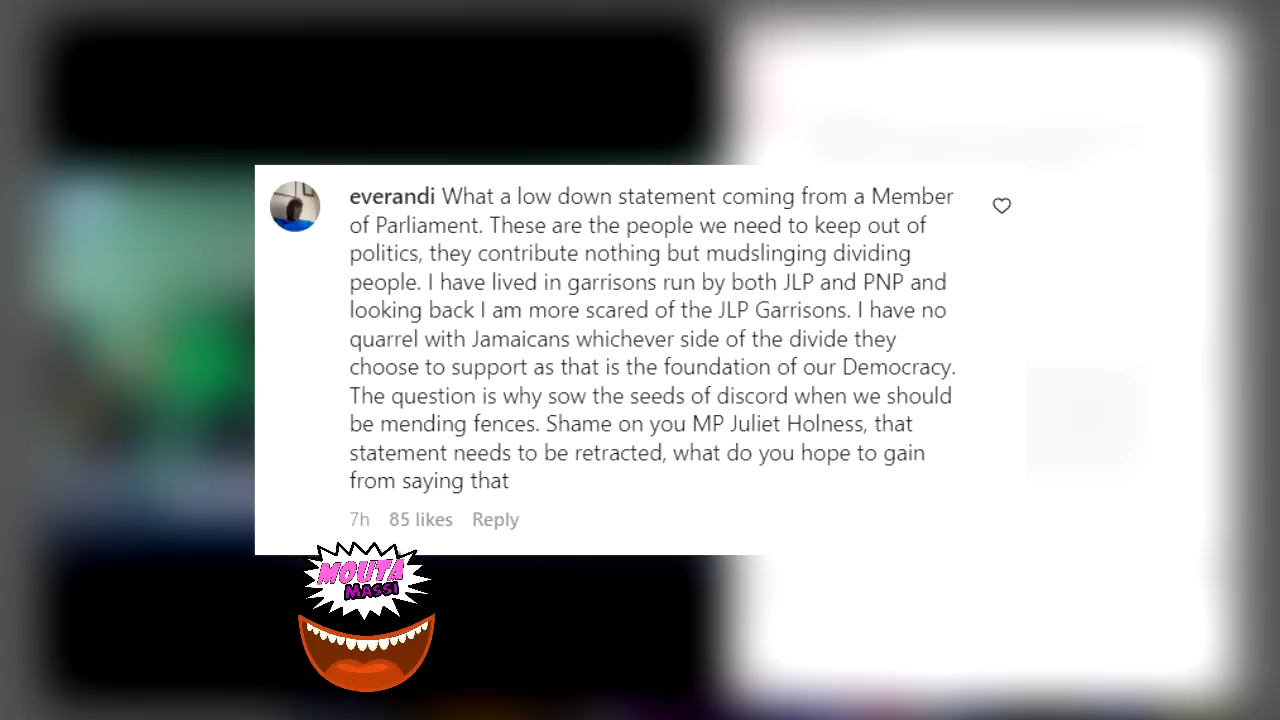 everandi What a low down statement coming from a Member
of Parliament. These are the people we need to keep out of
politics, they contribute nothing but mudslinging dividing
people. I have lived in garrisons run by both JLP and PNP and
looking back I am more scared of the JLP Garrisons. I have no
quarrel with Jamaicans whichever side of the divide they
choose to support as that is the foundation of our Democracy.
The question is why sow the seeds of discord when we should
be mending fences. Shame on you MP Juliet Holness, that
statement needs to be retracted, what do you hope to gain
from saying that
7h 85 likes Reply
MOUTA
MASSI